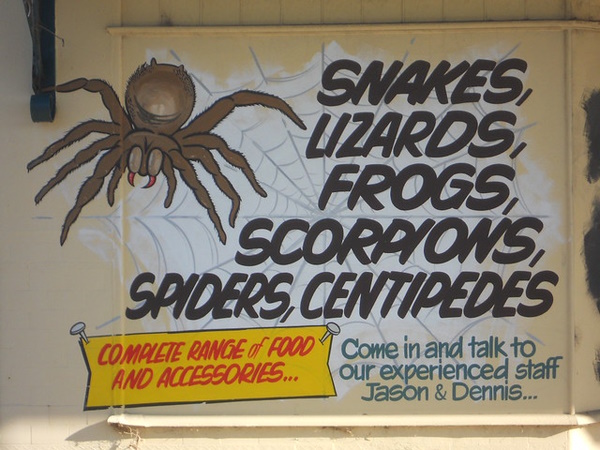 SNAKES,
LIZARDS,
FROGS,
SCORPIONS,
SPIDERS, CENTIPEDES
COMPLETE RANGE of FOOD
AND ACCESSORIES...
Come in and talk to
our experienced staff
Jason & Dennis...